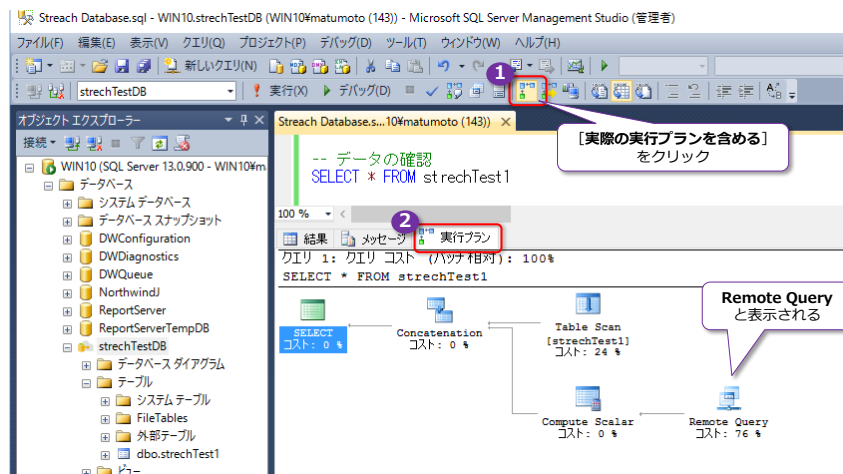 Streach Database.sql - WIN10.strechTestDB (WIN10¥matumoto (143)) - Microsoft SQL Server Management Studio (管理者)
ファイル(F) 編集(E) 表示(V) クエリ(Q) プロジェクト(P) デバッグ(D) ツール(T) ウィンドウ(W) ヘルプ(H)
新しいクエリ(N)
1
strechTestDB
実行(X) デバッグ(D)
オブジェクト エクスプローラー
Streach Database.s...10¥matumoto (143))
[実際の実行プランを含める]
をクリック
接続
WIN10 (SQL Server 13.0.900 - WIN10¥m
データベース
システム データベース
データベース スナップショット
DWConfiguration
DWDiagnostics
DWQueue
NorthwindJ
ReportServer
ReportServerTempDB
strechTestDB
データベース ダイアグラム
テーブル
システム テーブル
FileTables
外部テーブル
dbo.strechTest1
ビュー
-- データの確認
SELECT * FROM strechTest1
100 %
2
結果 メッセージ 実行プラン
クエリ 1: クエリ コスト (バッチ相対): 100%
SELECT * FROM strechTest1
SELECT
コスト: 0 %
Concatenation
コスト: 0 %
Table Scan
[strechTest1]
コスト: 24 %
Remote Query
と表示される
Compute Scalar
コスト: 0 %
Remote Query
コスト: 76 %